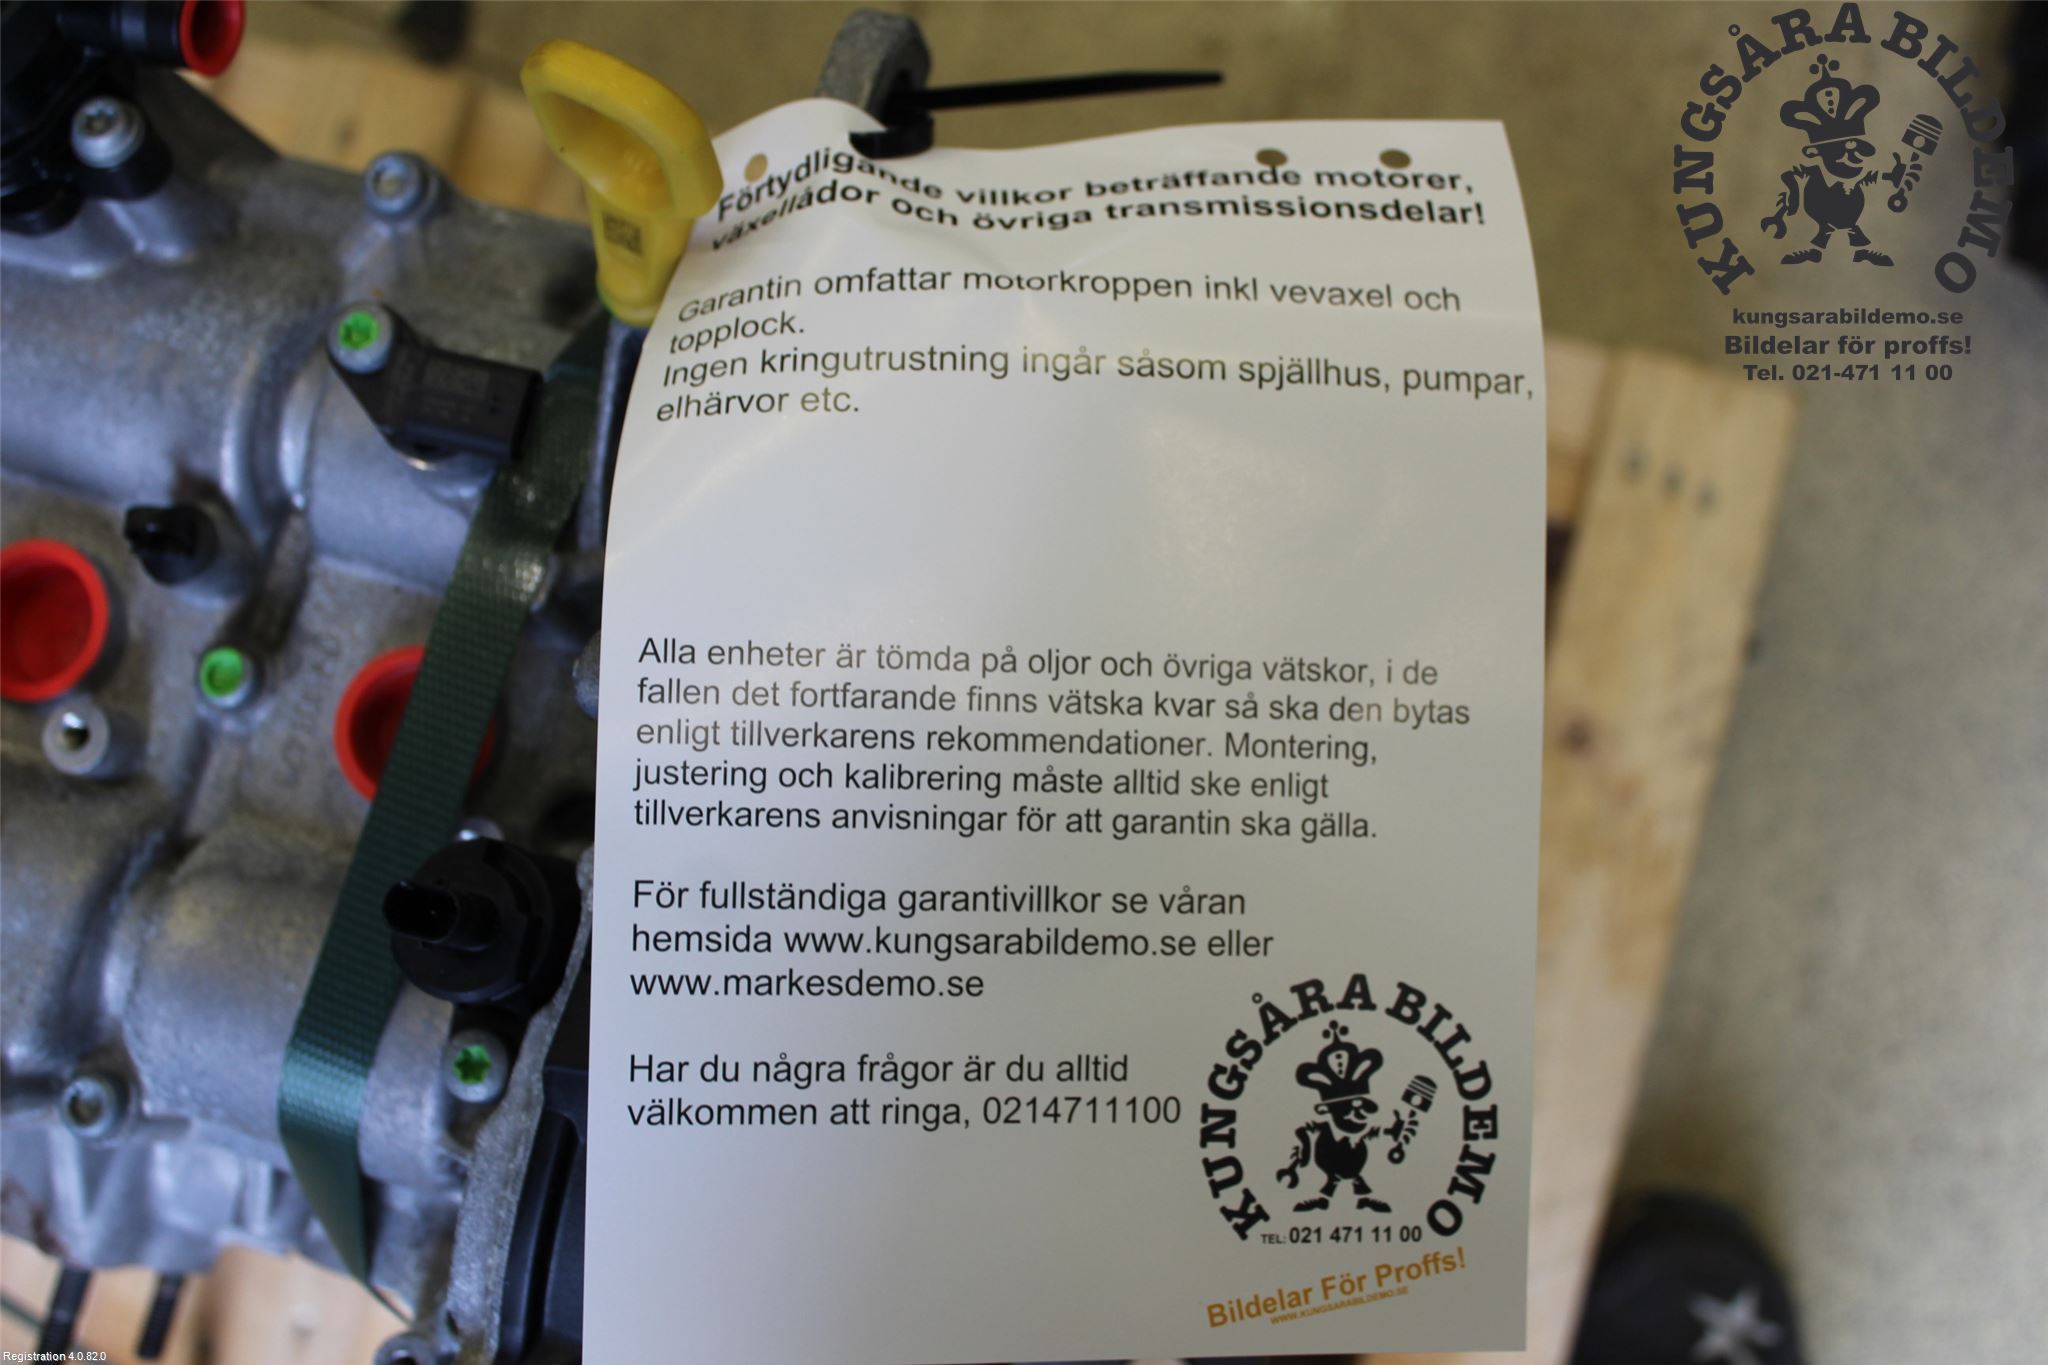 KUNGSÅRA BILDEMO
kungsarabildemo.se
Bildelar för proffs!
Tel. 021-471 11 00
Förtydligande villkor beträffande motorer,
växellådor och övriga transmissionsdelar!
Garantin omfattar motorkroppen inkl vevaxel och
topplock.
Ingen kringutrustning ingår såsom spjällhus, pumpar,
elhärvor etc.
Alla enheter är tömda på oljor och övriga vätskor, i de
fallen det fortfarande finns vätska kvar så ska den bytas
enligt tillverkarens rekommendationer. Montering,
justering och kalibrering måste alltid ske enligt
tillverkarens anvisningar för att garantin ska gälla.
För fullständiga garantivillkor se våran
hemsida www.kungsarabildemo.se eller
www.markesdemo.se
Har du några frågor är du alltid
välkommen att ringa, 0214711100
KUNGSÅRA BILDEMO
TEL: 021 471 11 00
Bildelar För Proffs!
WWW.KUNGSARABILDEMO.SE
Registration 4.0.82.0